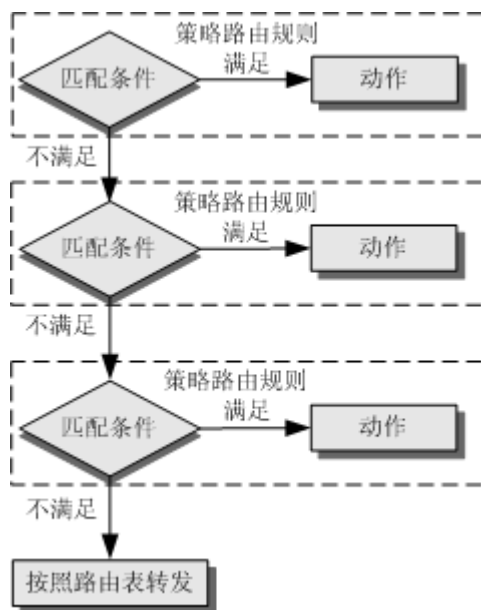 策略路由规则
匹配条件
满足
动作
不满足
策略路由规则
匹配条件
满足
动作
不满足
策略路由规则
匹配条件
满足
动作
不满足
按照路由表转发